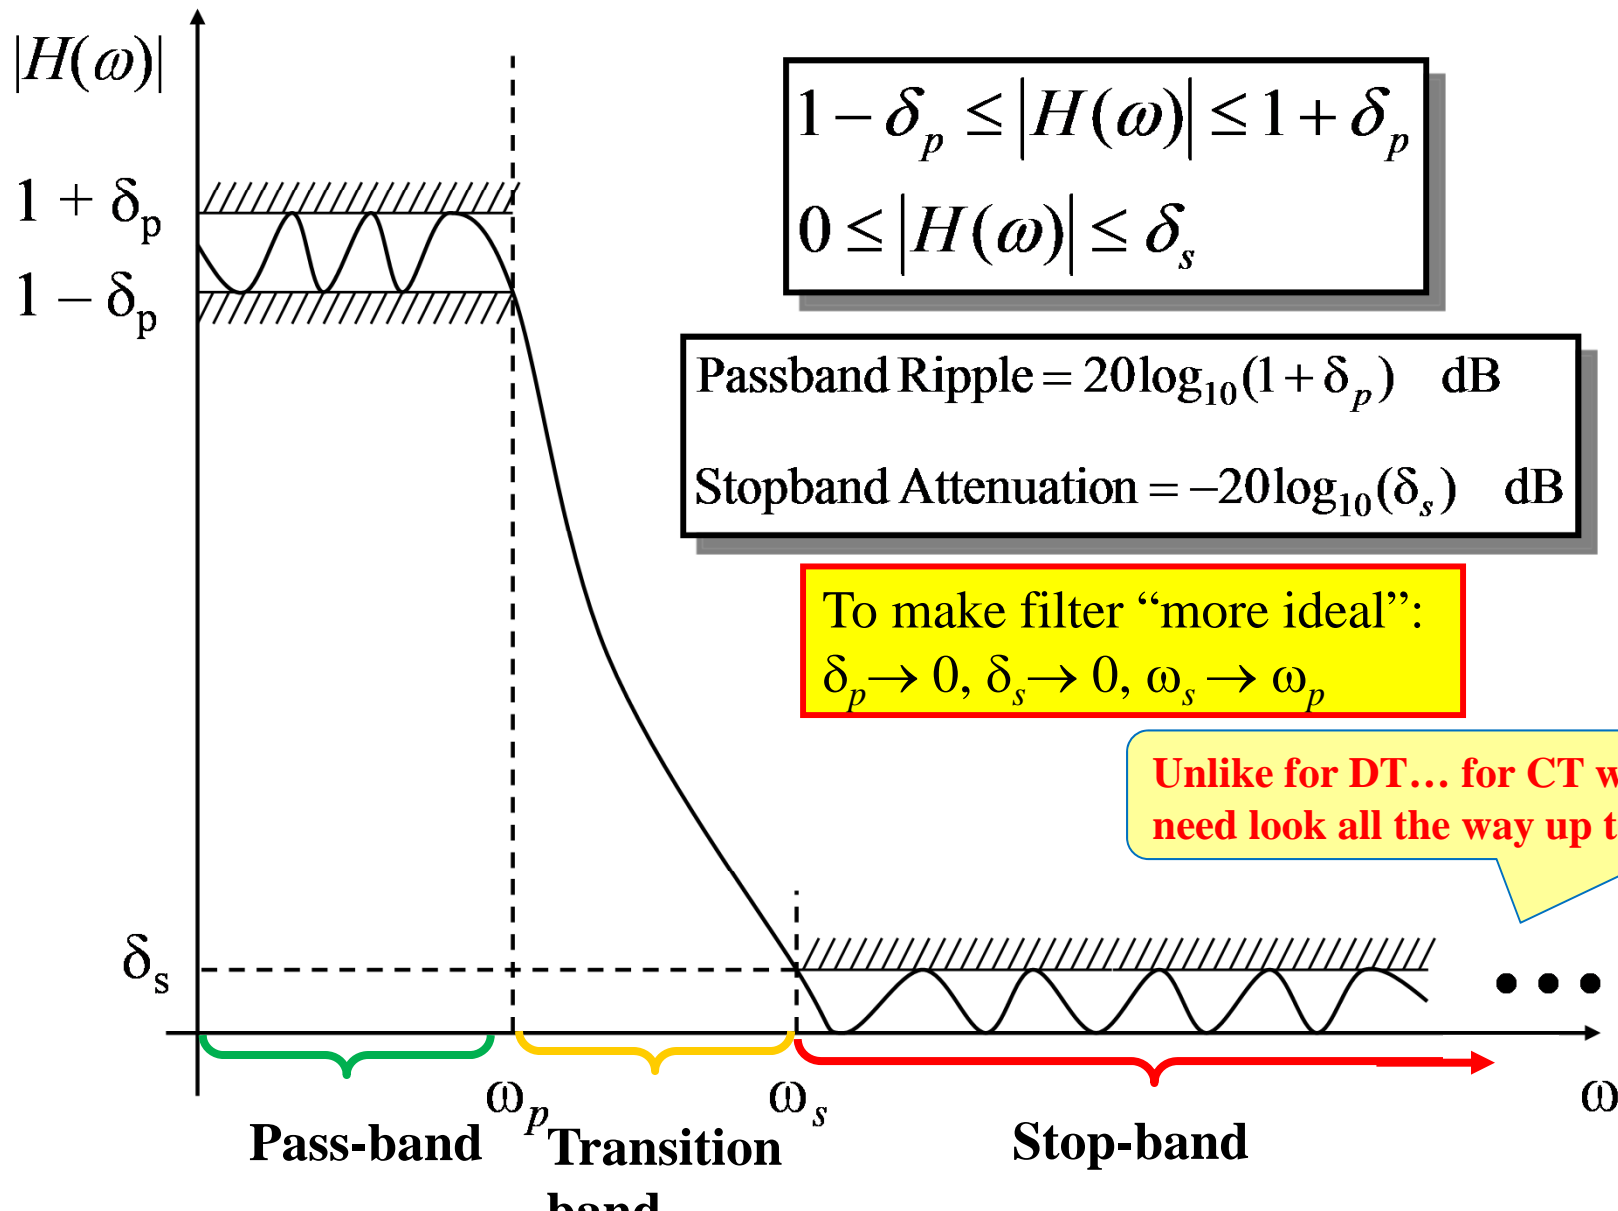 |H(ω)|
1 − δₚ ≤ |H(ω)| ≤ 1 + δₚ
0 ≤ |H(ω)| ≤ δₛ
1 + δₚ
1 − δₚ
Passband Ripple = 20log₁₀(1 + δₚ) dB
Stopband Attenuation = −20log₁₀(δₛ) dB
To make filter “more ideal”:
δₚ→ 0, δₛ→ 0, ωₛ → ωₚ
Unlike for DT… for CT
need look all the way up
δₛ
ωₚ
ωₛ
ω
Pass-band
Transition
band
Stop-band